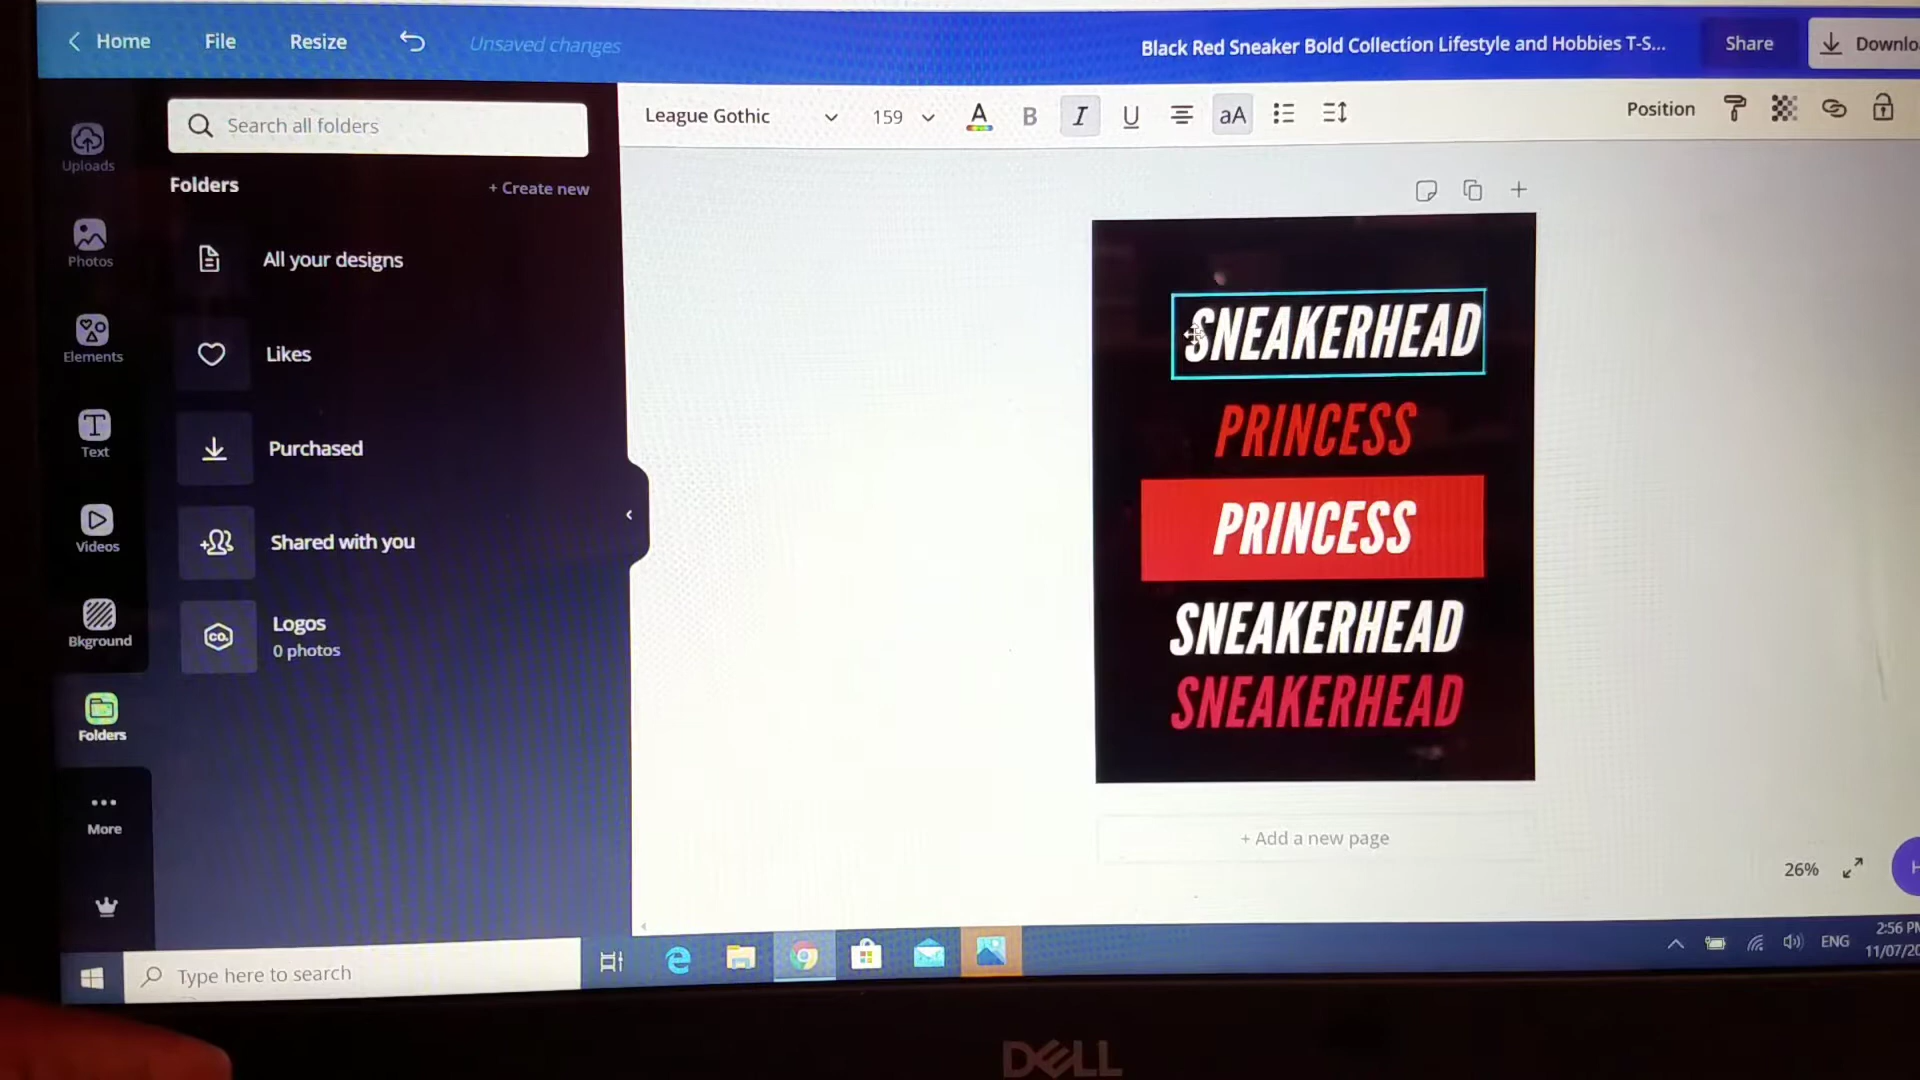 Home File Resize Unsaved changes Black Red Sneaker Bold Collection Lifestyle and Hobbies T-S... Share Downlo
League Gothic 159 A B I U aA Position
Search all folders
Folders + Create new
Uploads
Photos
Elements
Text
Videos
Bkground
Folders
More
All your designs
Likes
Purchased
Shared with you
CO.
Logos
0 photos
SNEAKERHEAD
PRINCESS
PRINCESS
SNEAKERHEAD
SNEAKERHEAD
+ Add a new page
26%
H
Type here to search
ENG
2:56 PM
11/07/20
DELL